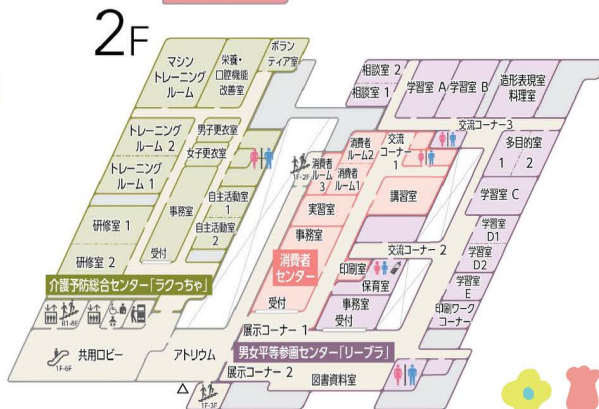 2F
マシン
トレーニング
ルーム
栄養・
口腔機能
改善室
ボラン
ティア室
トレーニング
ルーム 2
男子更衣室
女子更衣室
トレーニング
ルーム 1
自主活動室
1
自主活動室
2
研修室 1
事務室
研修室 2
受付
介護予防総合センター「ラクっちゃ」
B1-8F
共用ロビー
1F-6F
アトリウム
1F-3F
1F-2F
相談室 2
相談室 1
学習室 A
学習室 B
造形表現室
料理室
交流コーナー3
多目的室
1
2
消費者
ルーム2
交流
コーナー
1
消費者
ルーム
3
消費者
ルーム1
実習室
講習室
学習室 C
事務室
学習室
D1
消費者
センター
交流コーナー 2
学習室
D2
印刷室
保育室
学習室
E
受付
事務室
受付
印刷ワーク
コーナー
展示コーナー 1
男女平等参画センター「リーブラ」
展示コーナー 2
図書資料室